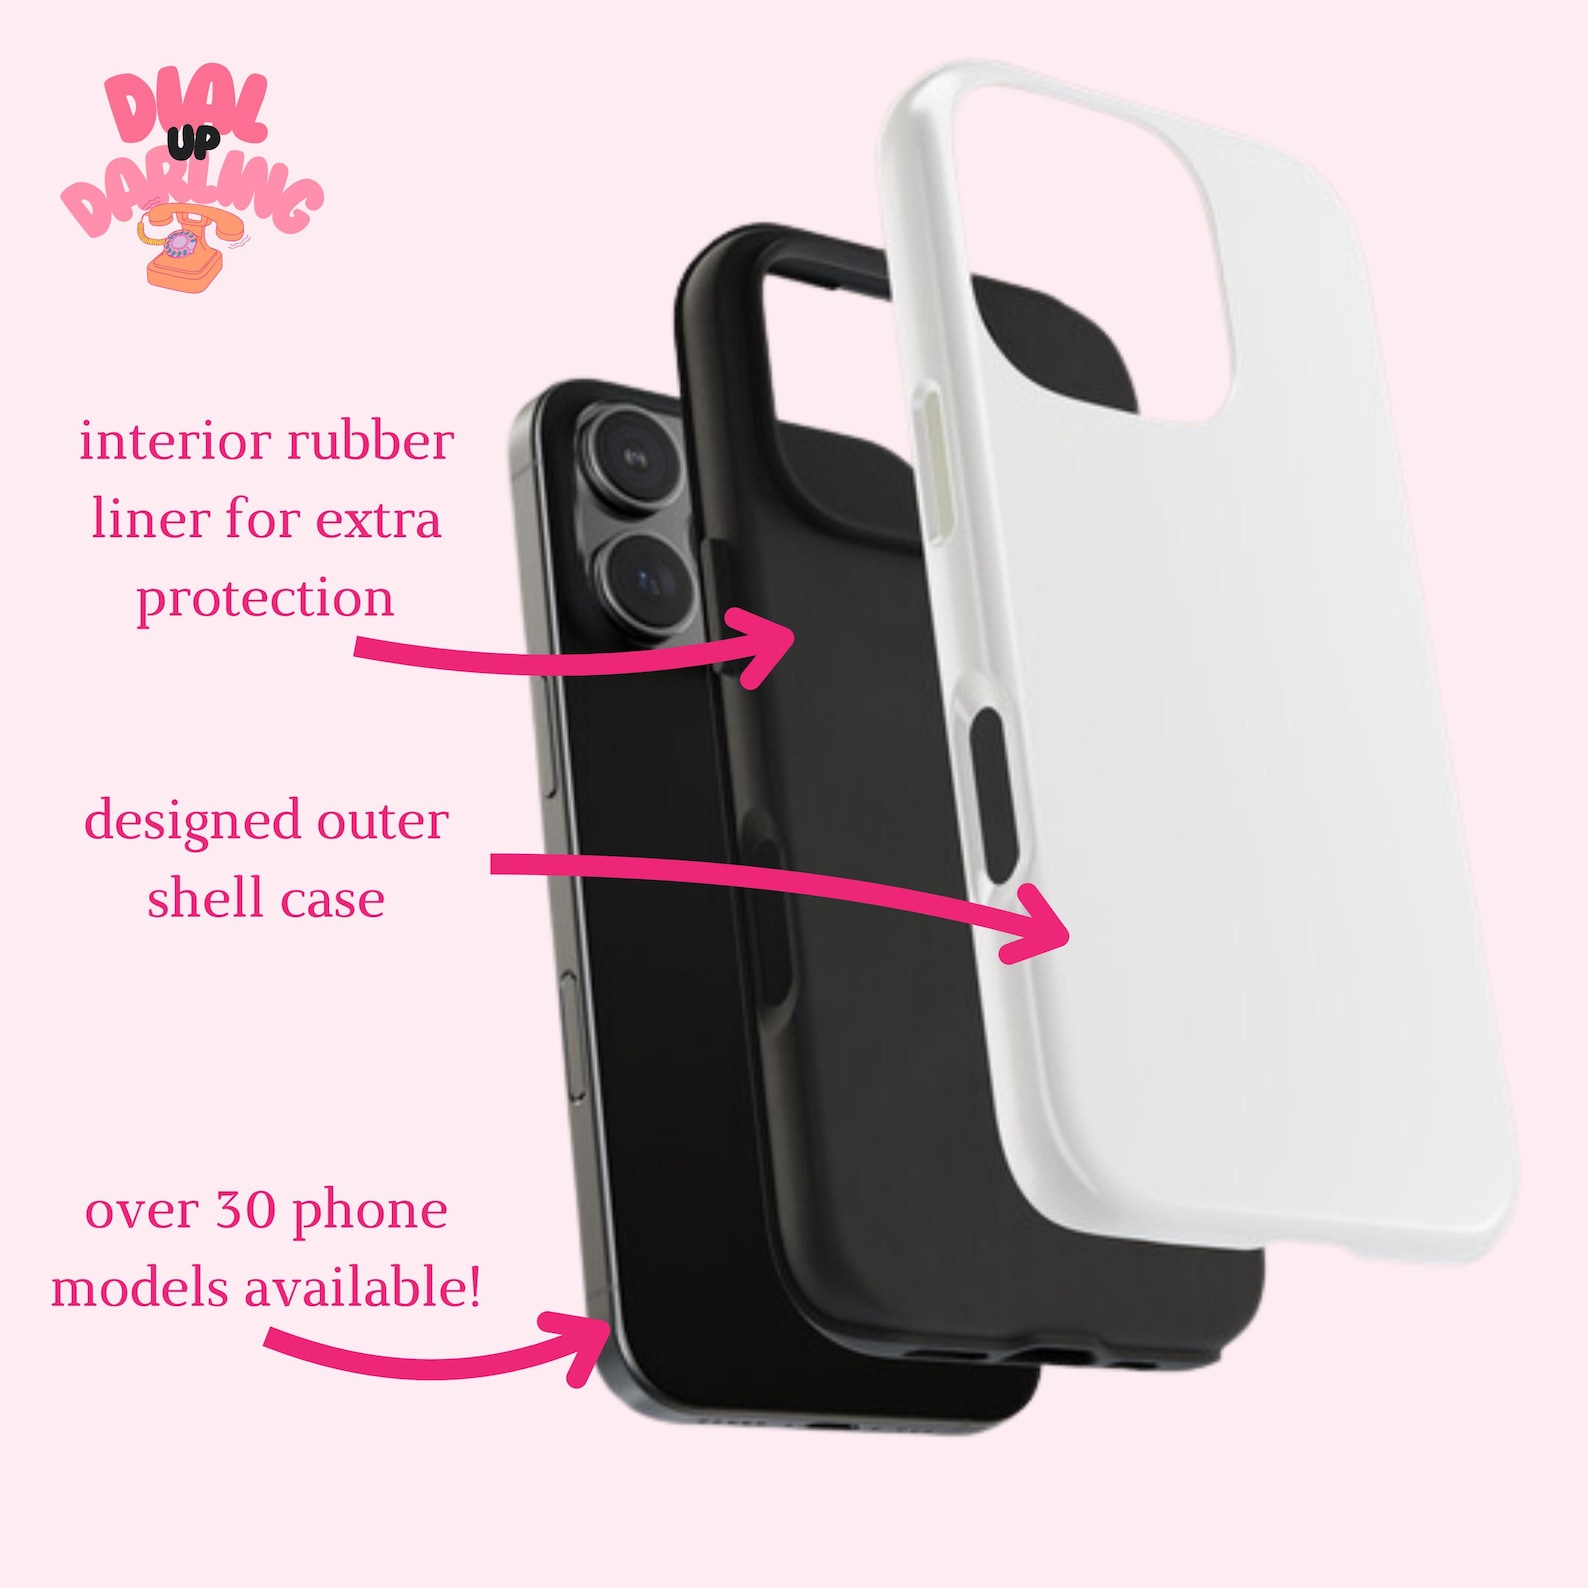 DIAL
UP
DARLING
interior rubber
liner for extra
protection
designed outer
shell case
over 30 phone
models available!